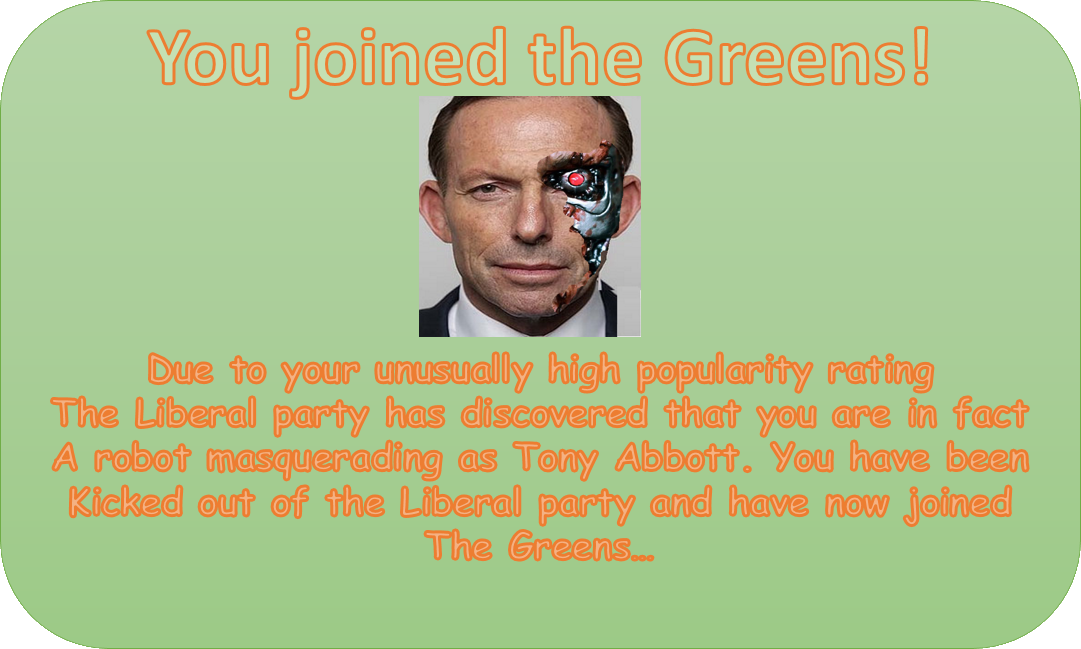 You joined the Greens!
Due to your unusually high popularity rating
The Liberal party has discovered that you are in fact
A robot masquerading as Tony Abbott. You have been
Kicked out of the Liberal party and have now joined
The Greens...